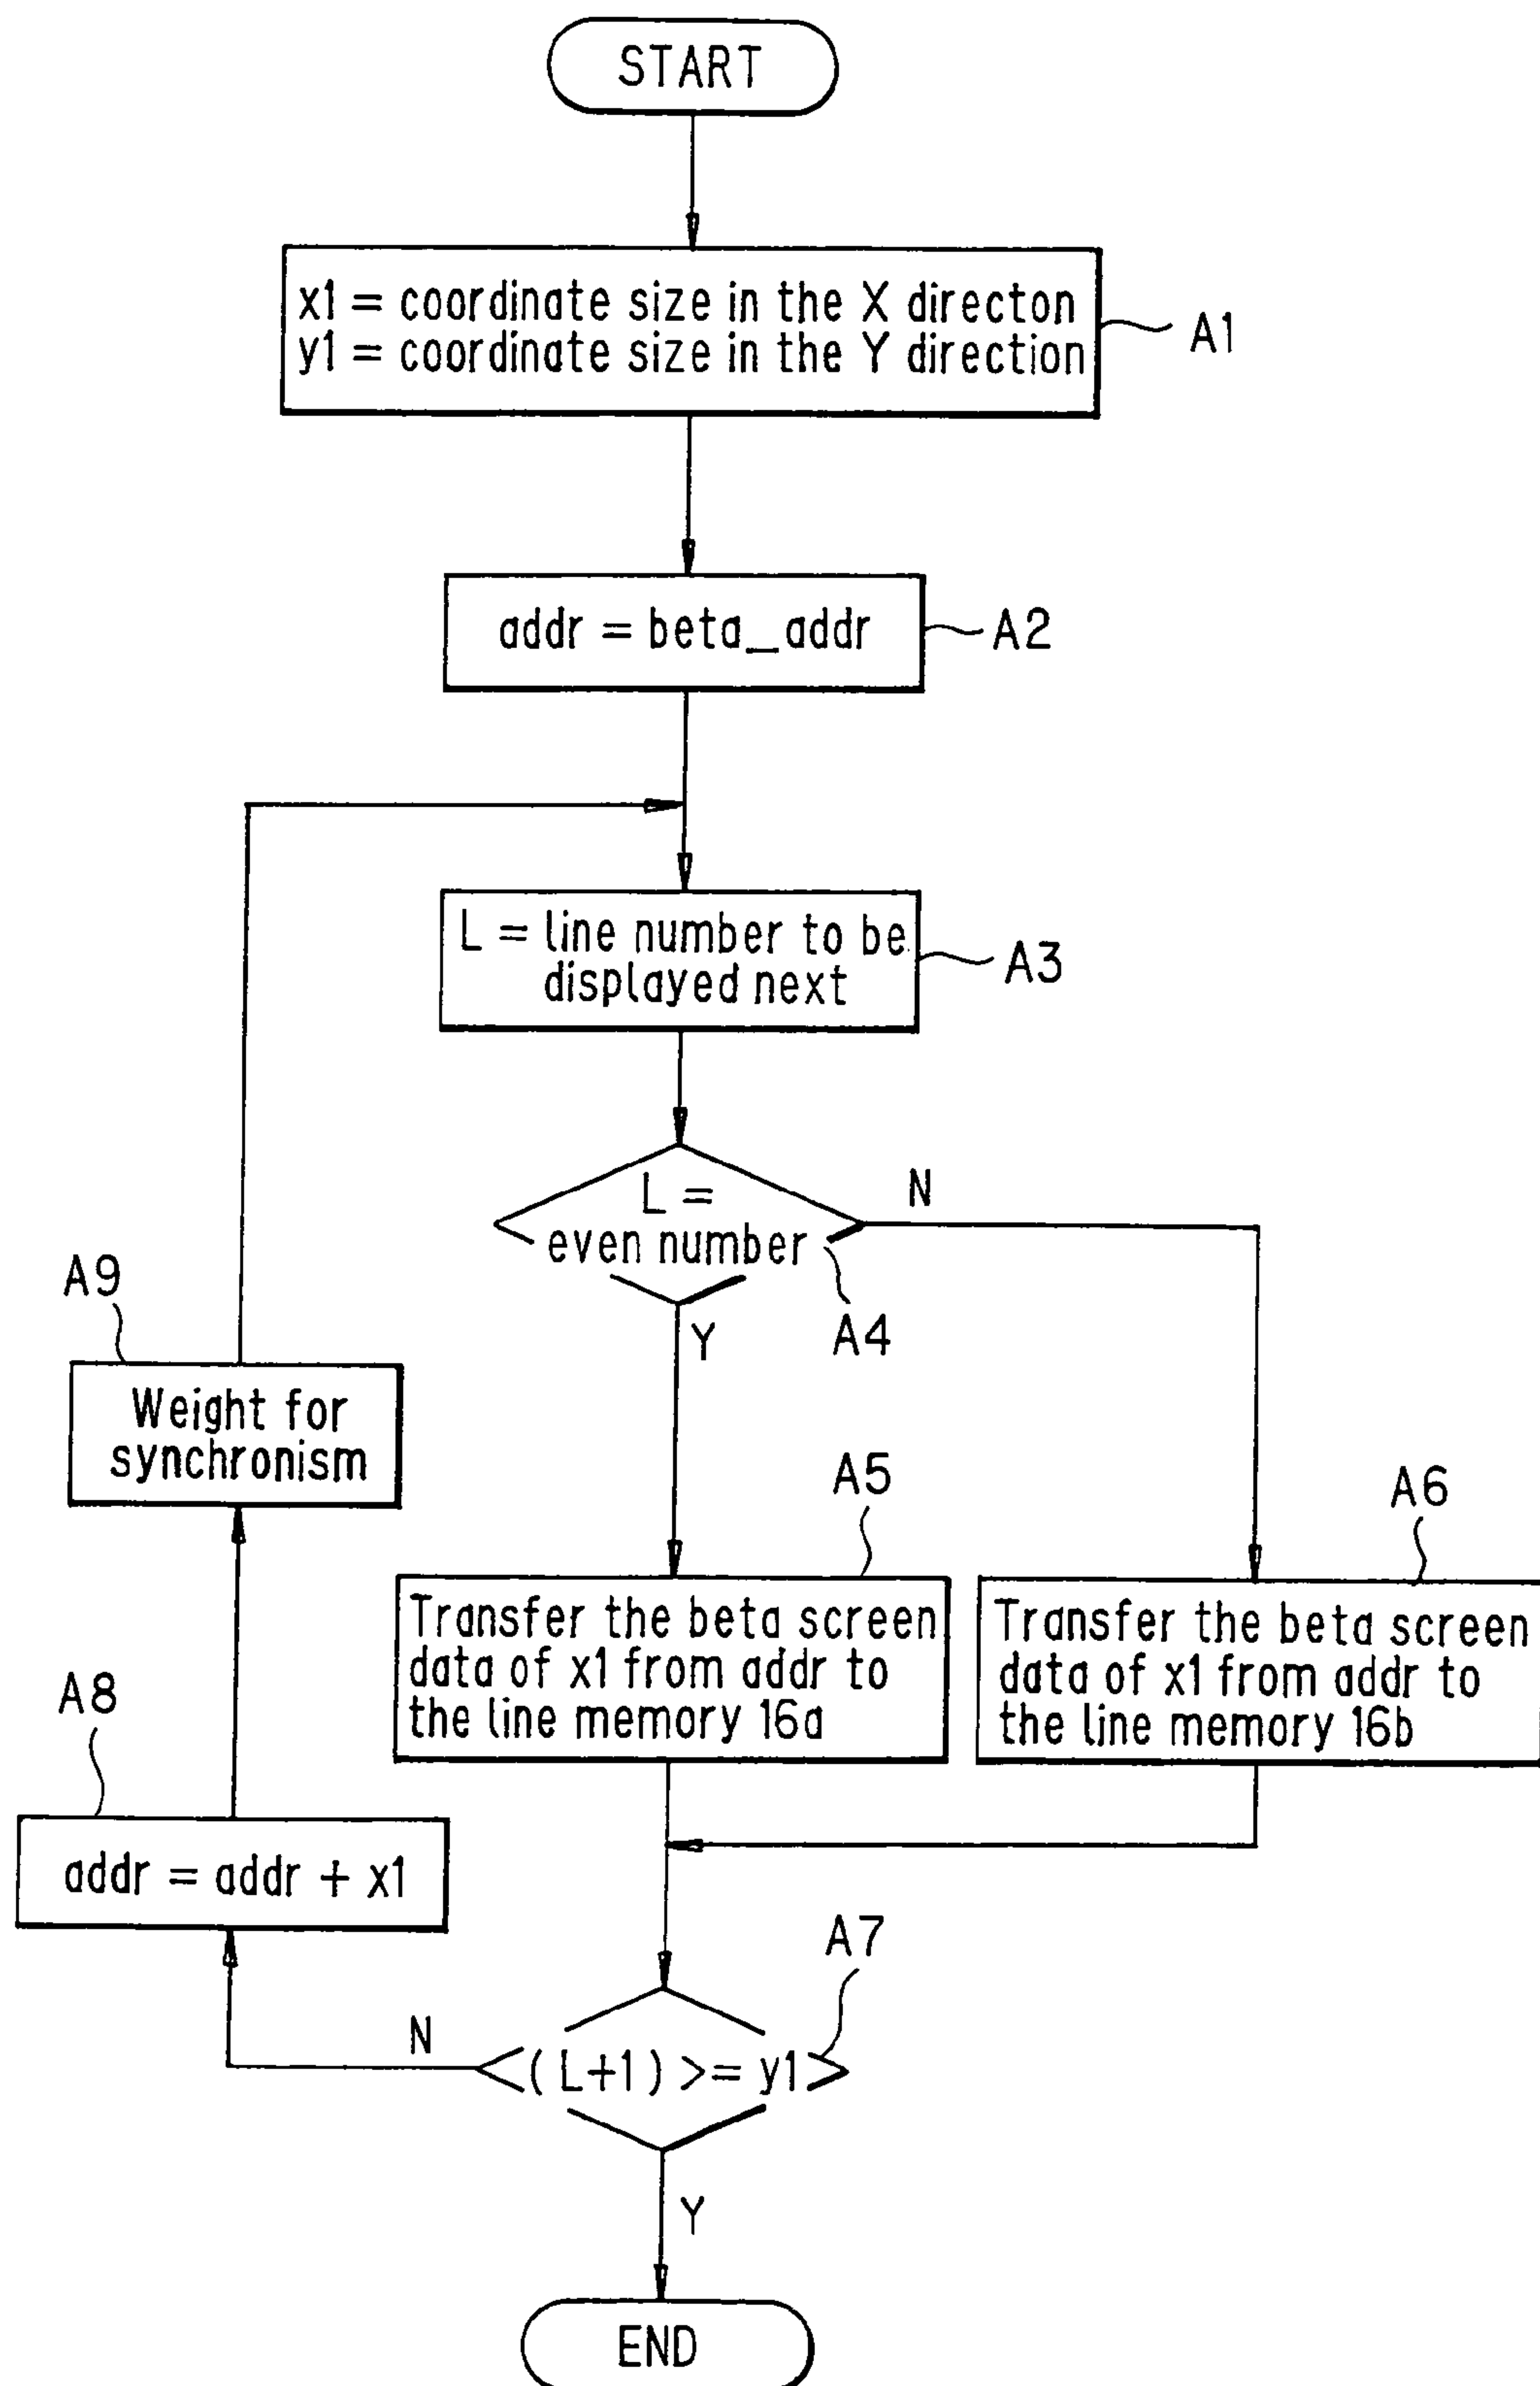 START
x1 = coordinate size in the X directon
y1 = coordinate size in the Y direction
A1
addr = beta_addr
A2
L = line number to be
displayed next
A3
L =
even number
N
A4
Y
A9
Weight for
synchronism
A5
A6
Transfer the beta screen
data of x1 from addr to
the line memory 16a
Transfer the beta screen
data of x1 from addr to
the line memory 16b
A8
addr = addr + x1
A7
N
(L+1) >= y1
Y
END